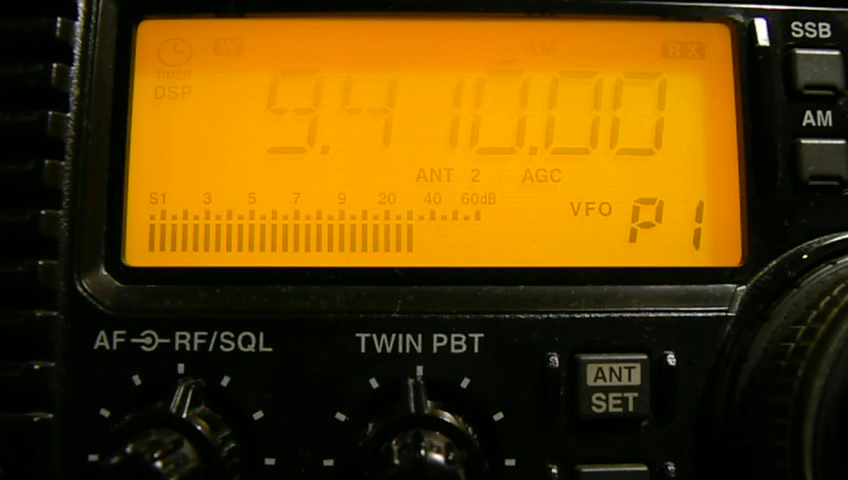 W AM RX SSB
TIMER
DSP
9.410.00
AM
ANT 2 AGC
S1 3 5 7 9 20 40 60dB
VFO P1
AF RF/SQL TWIN PBT
ANT
SET